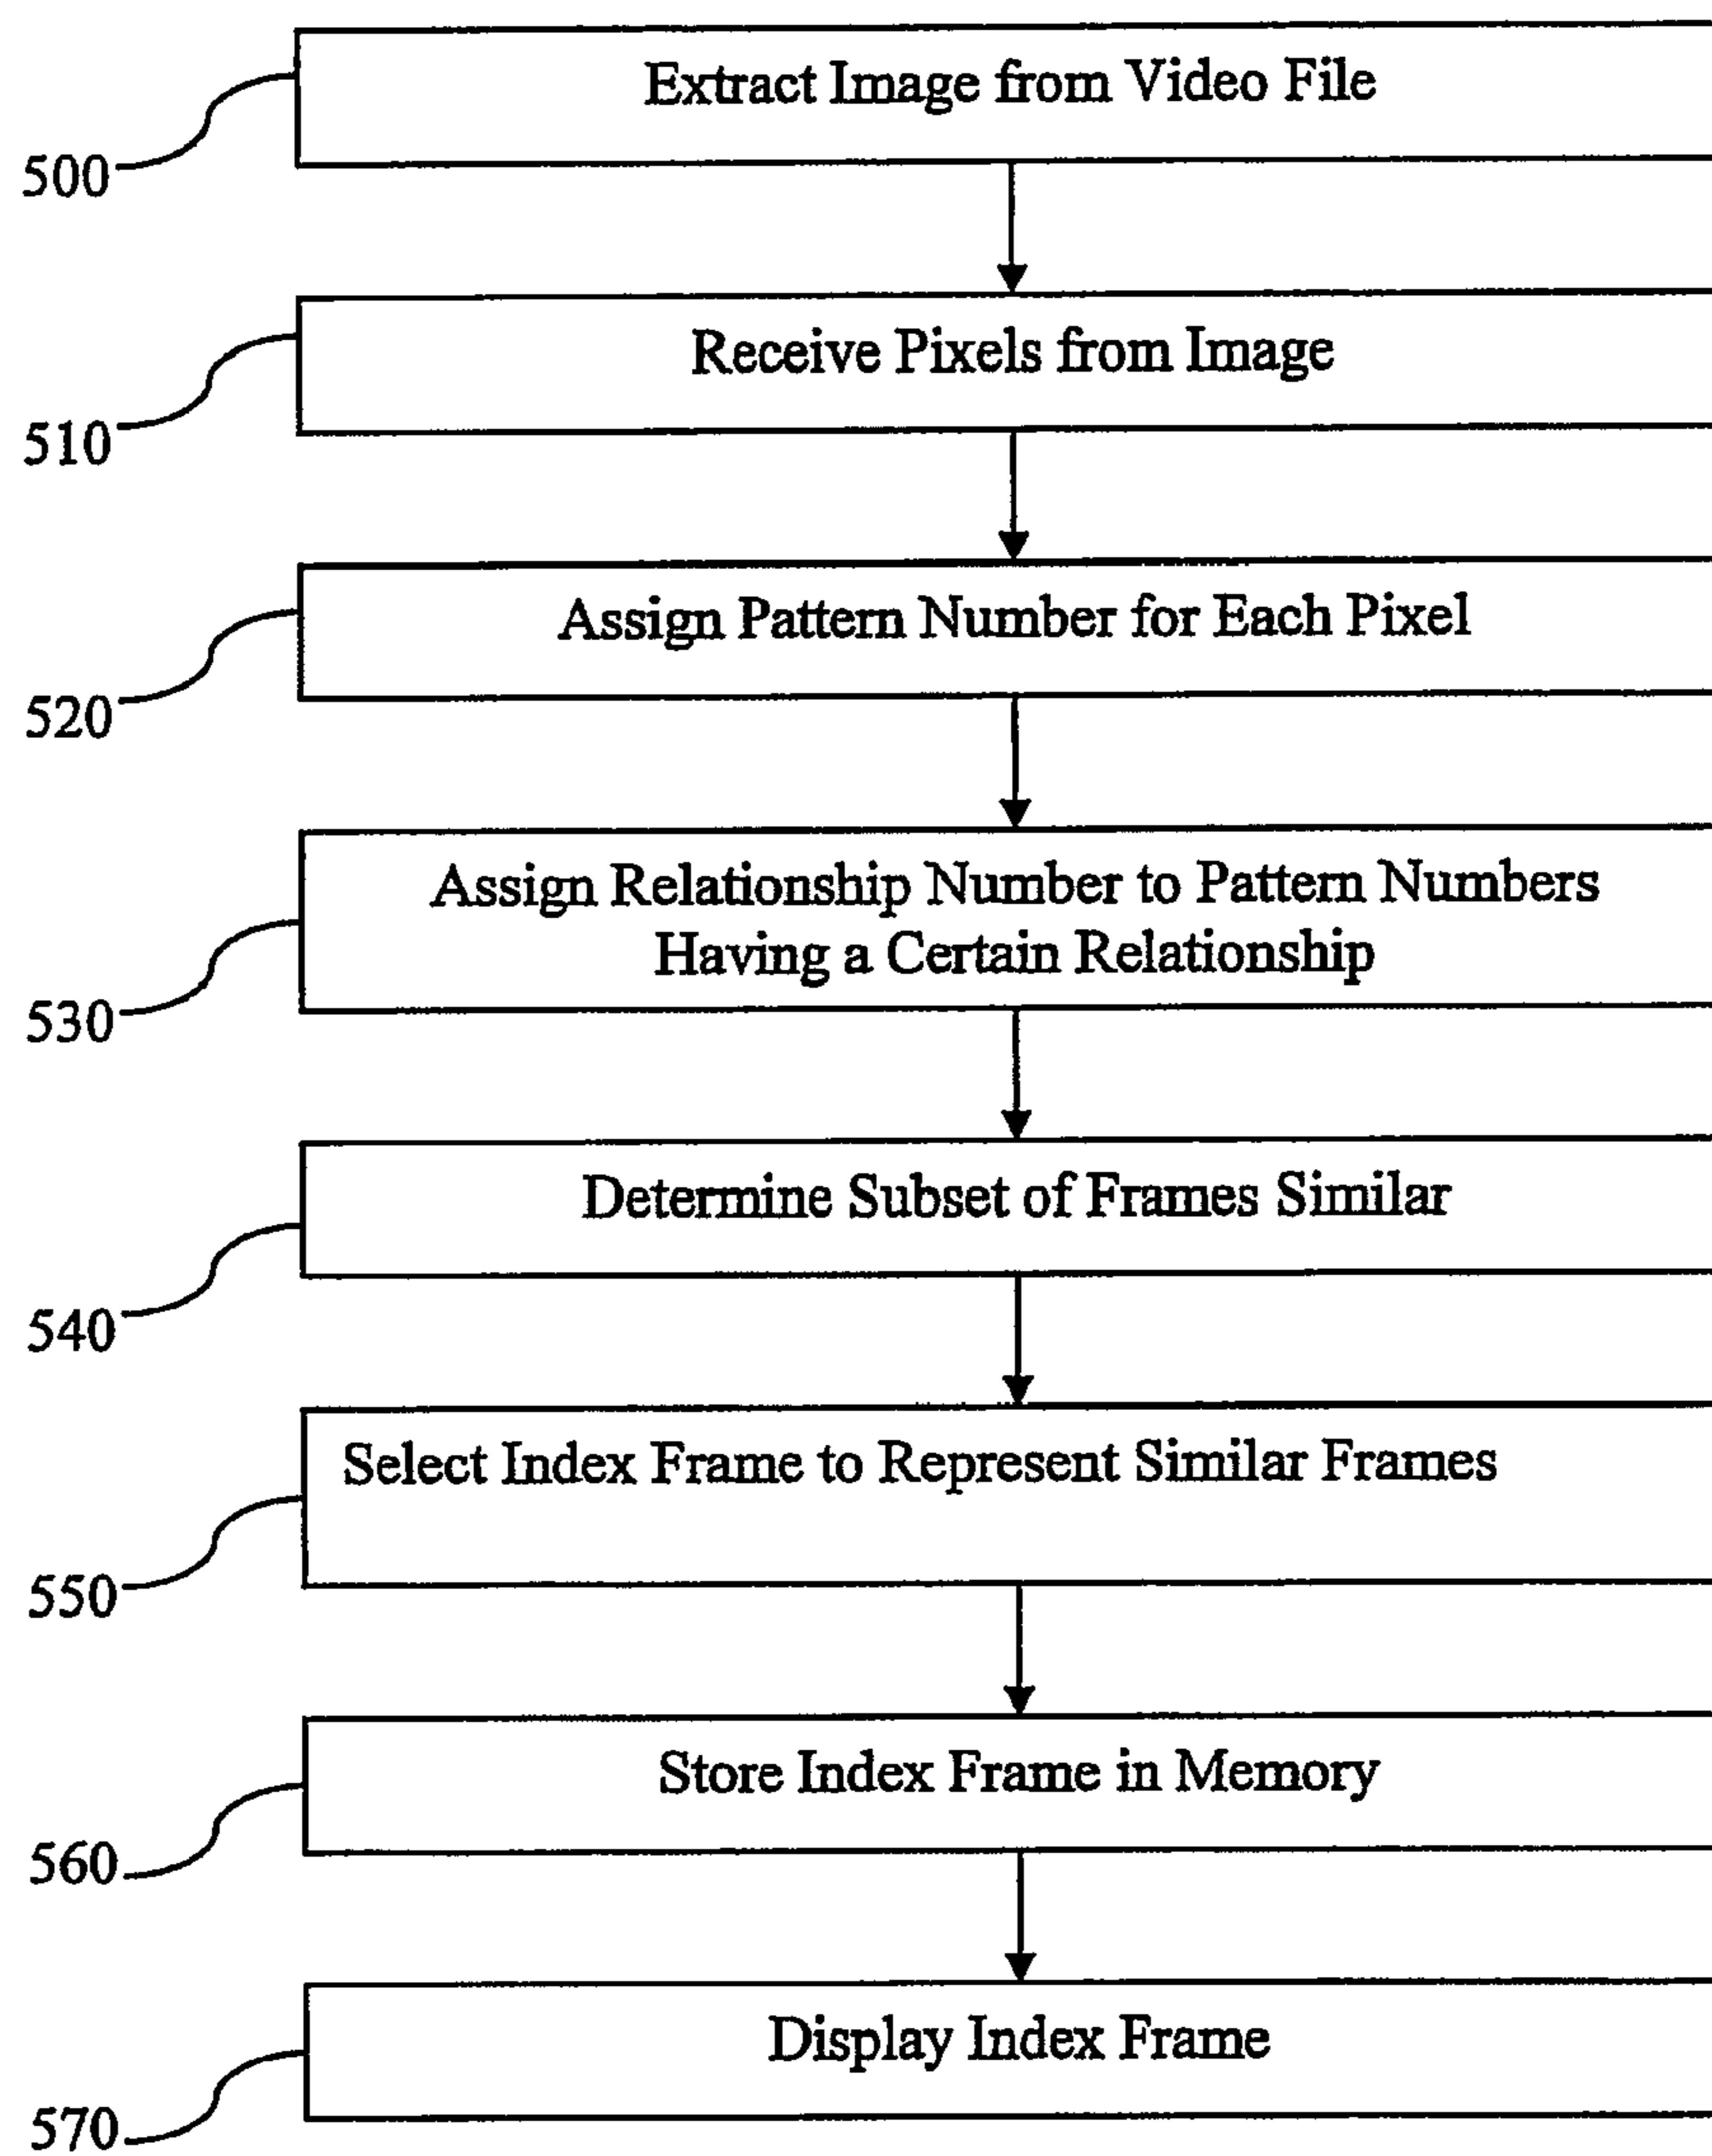 Extract Image from Video File
500
Receive Pixels from Image
510
Assign Pattern Number for Each Pixel
520
Assign Relationship Number to Pattern Numbers
Having a Certain Relationship
530
Determine Subset of Frames Similar
540
Select Index Frame to Represent Similar Frames
550
Store Index Frame in Memory
560
Display Index Frame
570